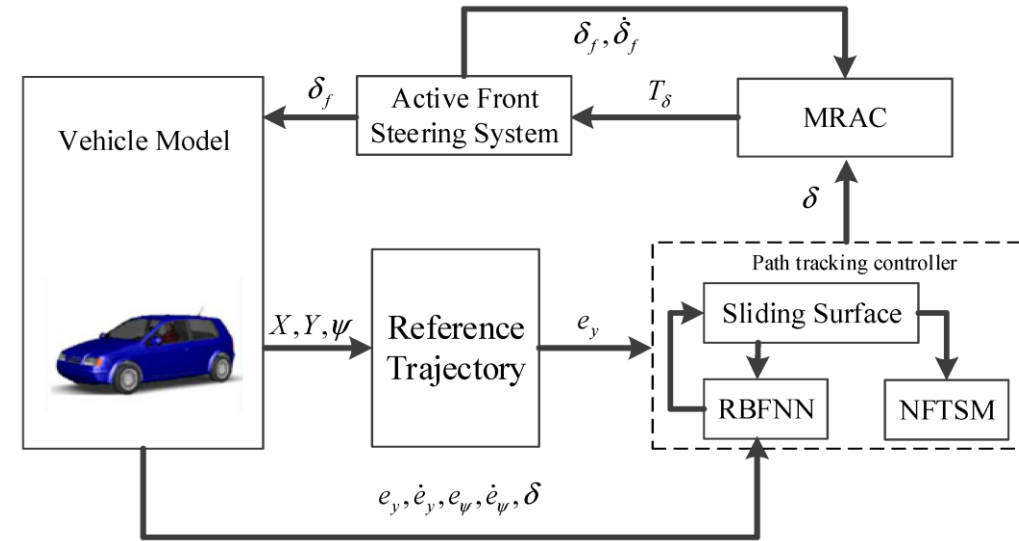 δ_f, δ̇_f
Vehicle Model
δ_f
Active Front
Steering System
T_δ
MRAC
δ
Path tracking controller
X, Y, ψ
Reference
Trajectory
e_y
Sliding Surface
RBFNN
NFTSM
e_y, ė_y, e_ψ, ė_ψ, δ